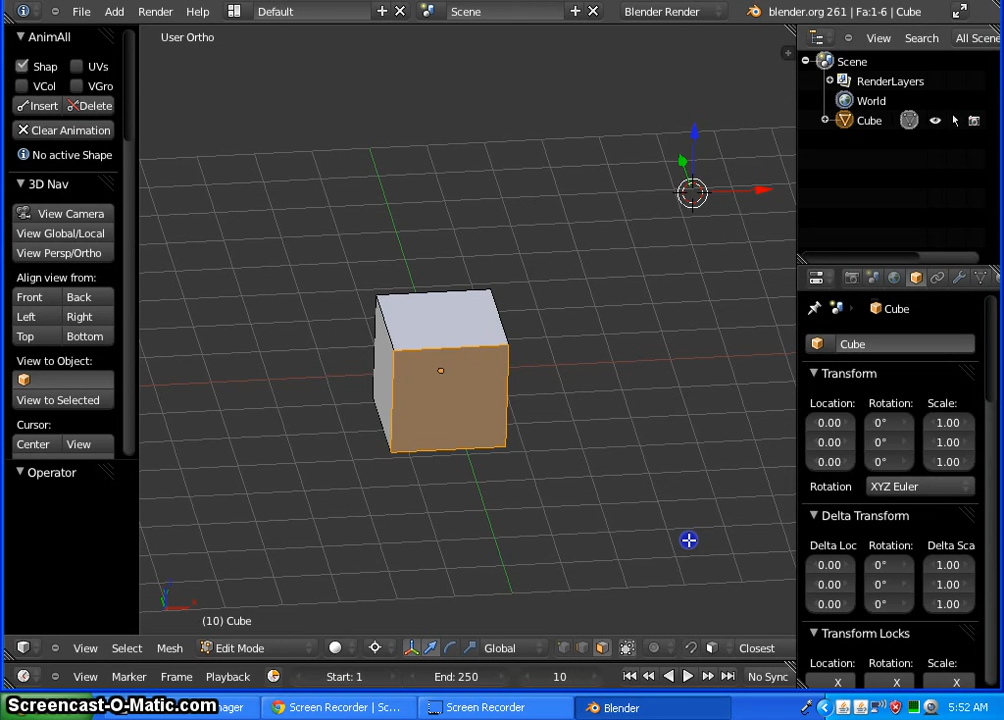 File Add Render Help Default Scene Blender Render blender.org 261 | Fa:1-6 | Cube
AnimAll
Shap UVs
VCol VGro
Insert Delete
Clear Animation
No active Shape
3D Nav
View Camera
View Global/Local
View Persp/Ortho
Align view from:
Front Back
Left Right
Top Bottom
View to Object:
View to Selected
Cursor:
Center View
Operator
User Ortho
(10) Cube
View Search All Scene
Scene
RenderLayers
World
Cube
Cube
Cube
Transform
Location: Rotation: Scale:
0.00 0° 1.00
0.00 0° 1.00
0.00 0° 1.00
Rotation XYZ Euler
Delta Transform
Delta Loc Rotation: Delta Sca
0.00 0° 1.00
0.00 0° 1.00
0.00 0° 1.00
Transform Locks
Location: Rotation: Scale:
X X X
View Select Mesh Edit Mode Global Closest
View Marker Frame Playback Start: 1 End: 250 10 No Sync
Screencast-O-Matic.com nager Screen Recorder | Sc... Screen Recorder Blender 5:52 AM